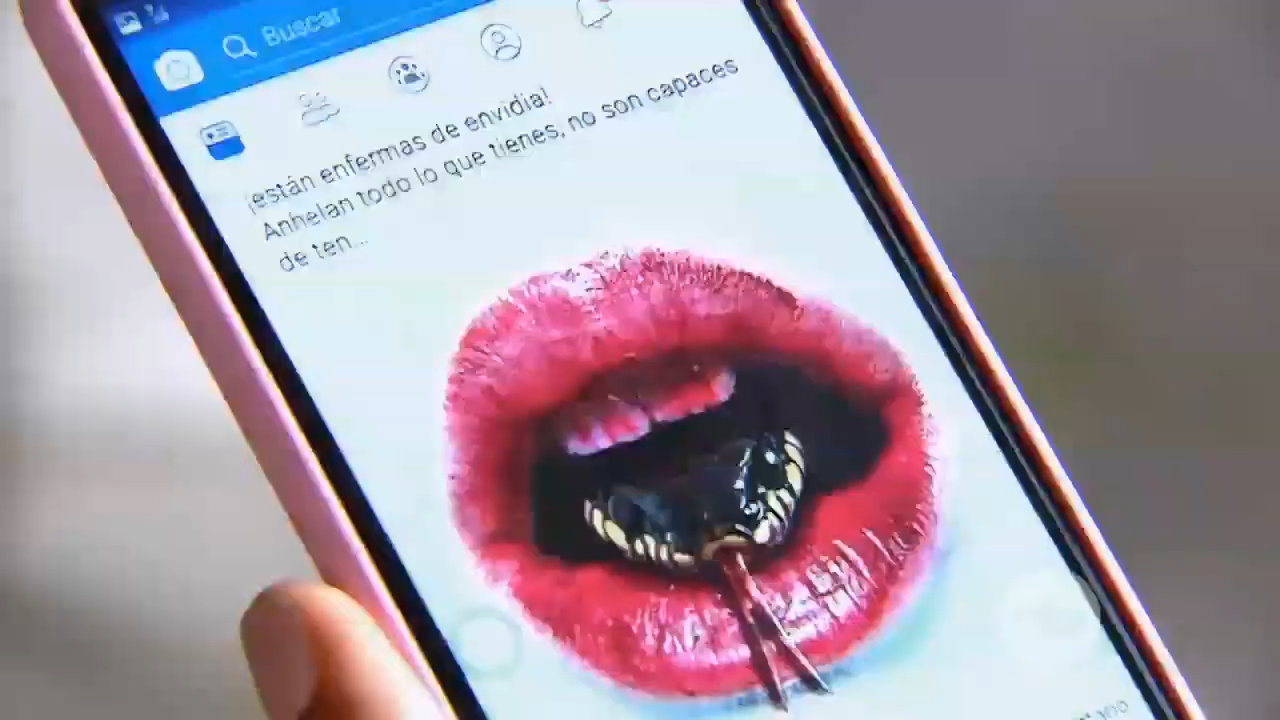 Buscar
¡están enfermas de envidia!
Anhelan todo lo que tienes, no son capaces
de ten...